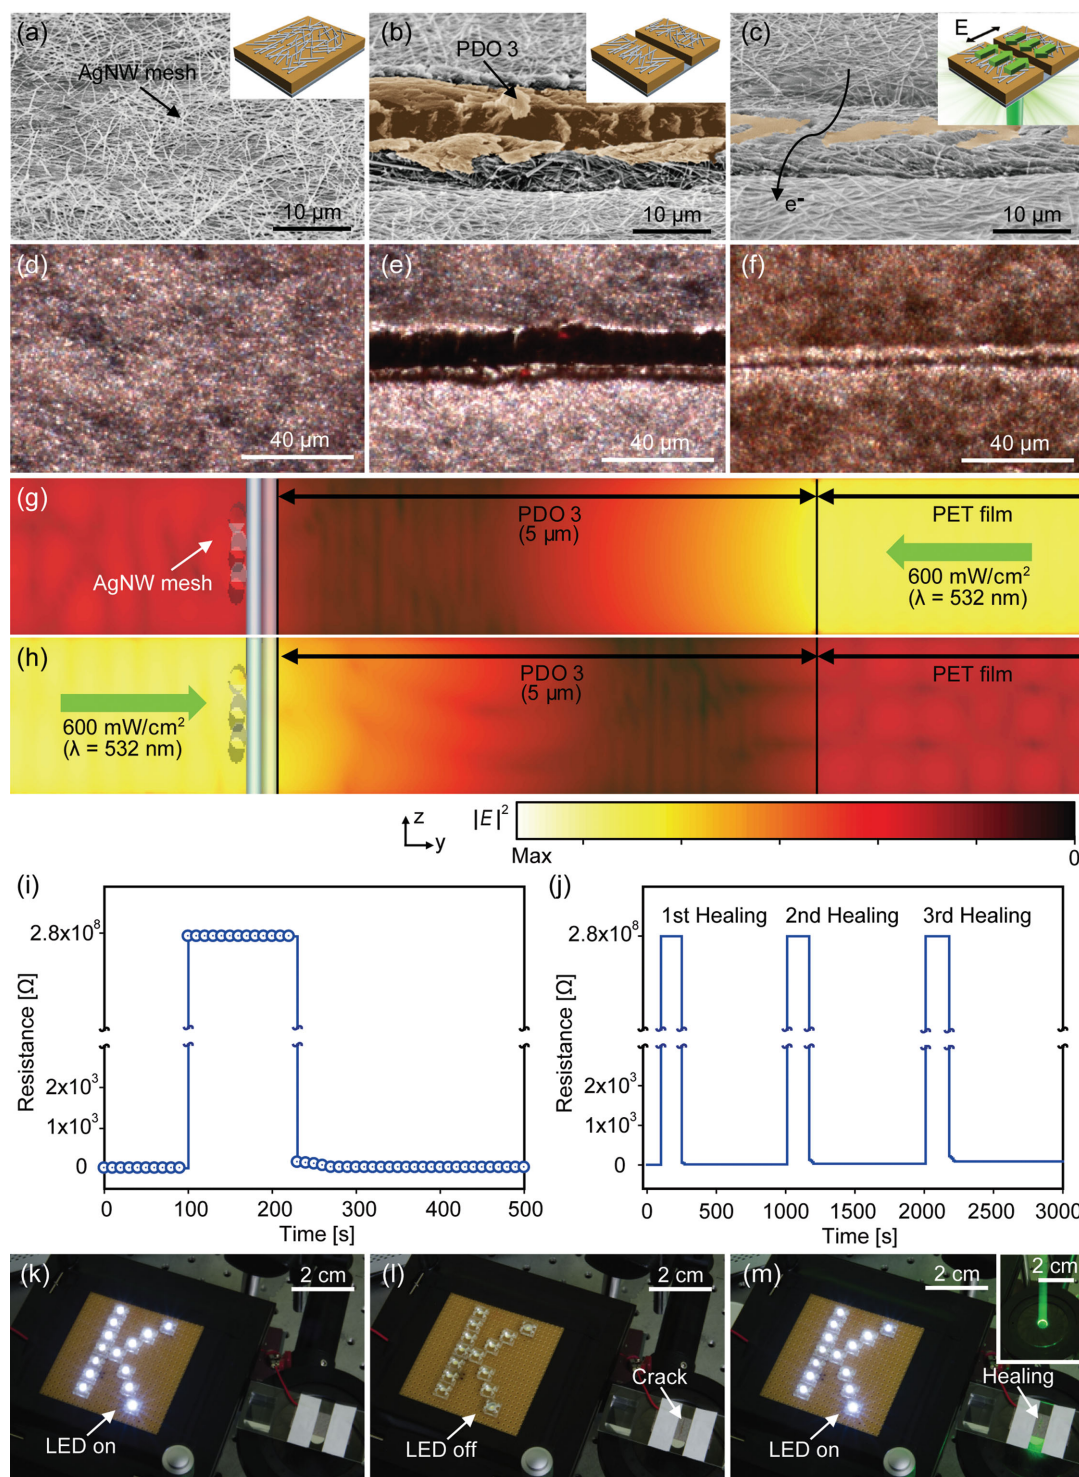 (a)
AgNW mesh
10 µm
(b)
PDO 3
10 µm
(c)
E
e-
10 µm
(d)
40 µm
(e)
40 µm
(f)
40 µm
(g)
AgNW mesh
PDO 3
(5 µm)
PET film
600 mW/cm²
(λ = 532 nm)
(h)
600 mW/cm²
(λ = 532 nm)
PDO 3
(5 µm)
PET film
z
y
|E|²
Max
0
(i)
Resistance [Ω]
2.8x10⁸
2x10³
1x10³
0
0 100 200 300 400 500
Time [s]
(j)
1st Healing 2nd Healing 3rd Healing
Resistance [Ω]
2.8x10⁸
2x10³
1x10³
0
0 500 1000 1500 2000 2500 3000
Time [s]
(k)
2 cm
LED on
(l)
2 cm
Crack
LED off
(m)
2 cm
2 cm
Healing
LED on